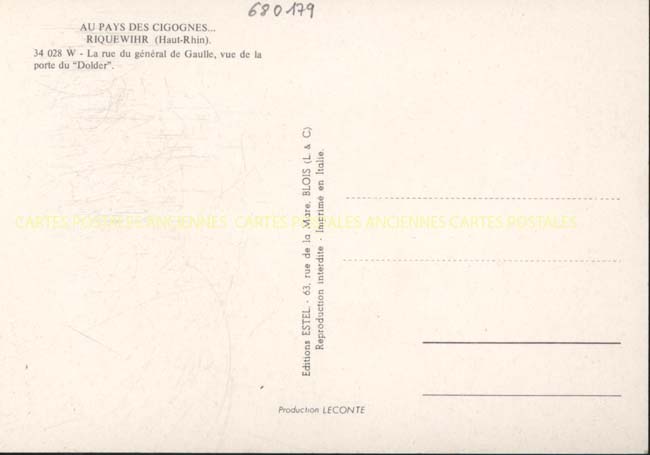 680179
AU PAYS DES CIGOGNES...
RIQUEWIHR (Haut-Rhin).
34 028 W - La rue du général de Gaulle, vue de la
porte du "Dolder".
Editions ESTEL - 63, rue de la Mare, BLOIS (L. & C)
Reproduction interdite - Imprimé en Italie.
CARTES POSTALES ANCIENNES CARTES POSTALES ANCIENNES CARTES POSTALES
Production LECONTE